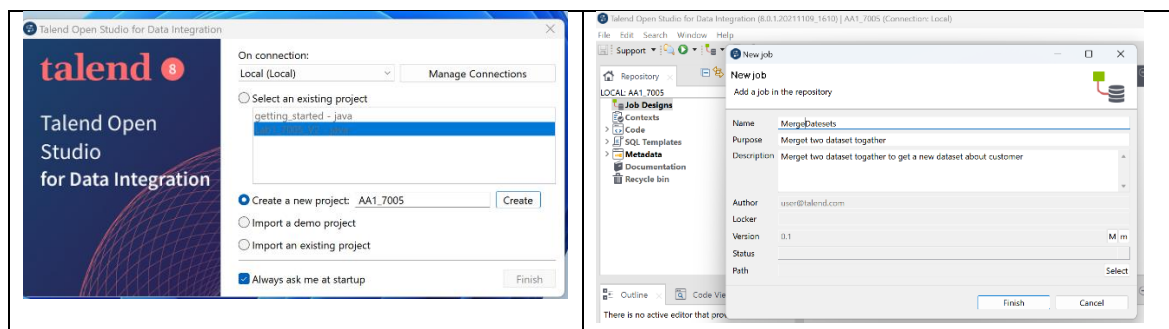 Talend Open Studio for Data Integration
talend 8
Talend Open
Studio
for Data Integration
On connection:
Local (Local)
Manage Connections
Select an existing project
getting_started - java
Create a new project: AA1_7005
Create
Import a demo project
Import an existing project
Always ask me at startup
Finish
Talend Open Studio for Data Integration (8.0.1.20211109_1610) | AA1_7005 (Connection: Local)
File Edit Search Window Help
Support
Repository
LOCAL: AA1_7005
Job Designs
Contexts
Code
SQL Templates
Metadata
Documentation
Recycle bin
Outline
Code Vie
There is no active editor that prov
New job
New job
Add a job in the repository
Name MergeDatesets
Purpose Merget two dataset togather
Description Merget two dataset togather to get a new dataset about customer
Author user@talend.com
Locker
Version 0.1 M m
Status
Path Select
Finish Cancel